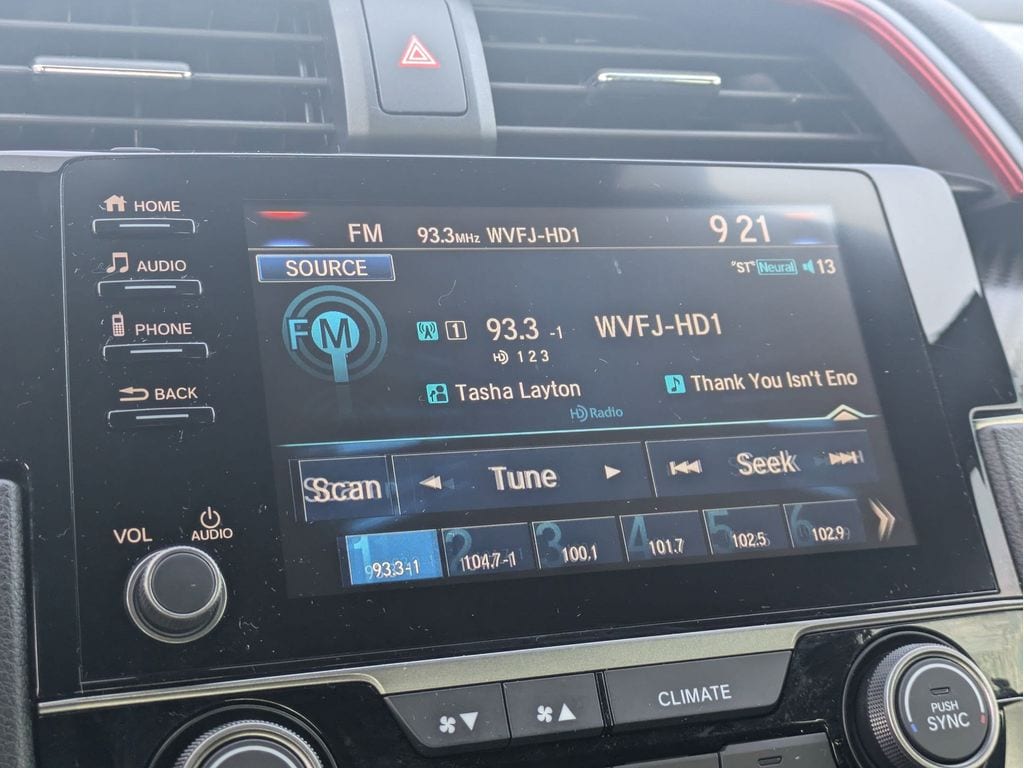 HOME
AUDIO
PHONE
BACK
VOL
AUDIO
FM 93.3MHz WVFJ-HD1 9 21
SOURCE
"ST" Neural 13
FM
1 93.3 -1 WVFJ-HD1
HD 1 2 3
Tasha Layton Thank You Isn't Eno
HD Radio
Scan Tune Seek
1 2 3 4 5 6
93.3-1 104.7-1 100.1 101.7 102.5 102.9
CLIMATE
PUSH
SYNC